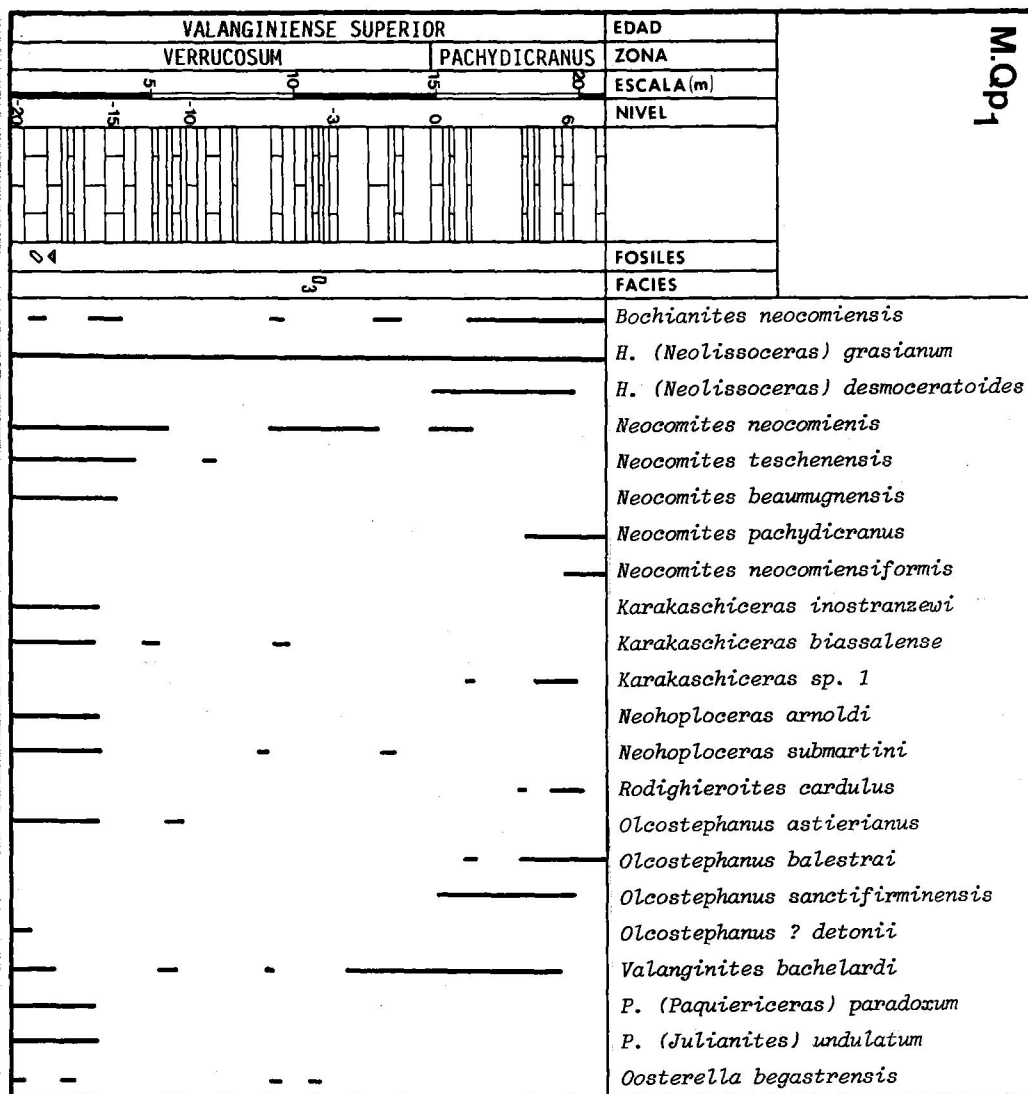 VALANGINIENSE SUPERIOR EDAD
VERRUCOSUM PACHYDICRANUS ZONA
5 10 15 20 ESCALA (m)
-20 -15 -10 -3 0 6 NIVEL
M.Qp1
FOSILES
D3 FACIES
Bochianites neocomiensis
H. (Neolissoceras) grasianum
H. (Neolissoceras) desmoceratoides
Neocomites neocomienis
Neocomites teschenensis
Neocomites beaumugnensis
Neocomites pachydicranus
Neocomites neocomiensiformis
Karakaschiceras inostranzewi
Karakaschiceras biassalense
Karakaschiceras sp. 1
Neohoploceras arnoldi
Neohoploceras submartini
Rodighieroites cardulus
Olcostephanus astierianus
Olcostephanus balestrai
Olcostephanus sanctifirminensis
Olcostephanus ? detonii
Valanginites bachelardi
P. (Paquiericeras) paradoxum
P. (Julianites) undulatum
Oosterella begastrensis